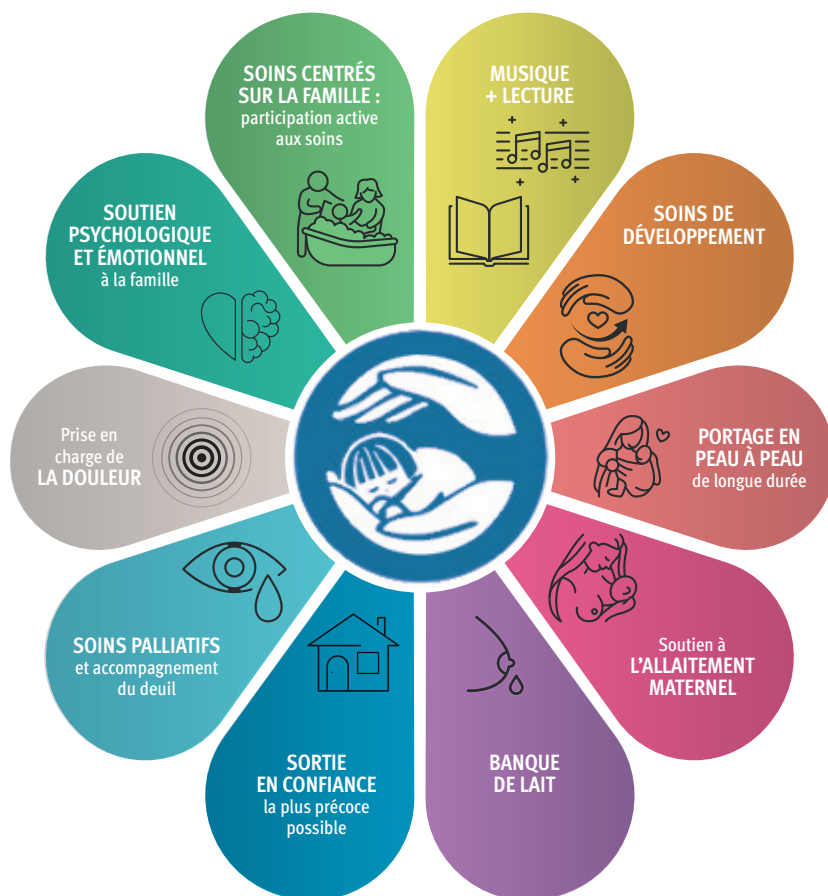 SOINS CENTRÉS
SUR LA FAMILLE :
participation active
aux soins
MUSIQUE
+ LECTURE
SOINS DE
DÉVELOPPEMENT
PORTAGE EN
PEAU À PEAU
de longue durée
Soutien à
L'ALLAITEMENT
MATERNEL
BANQUE
DE LAIT
SORTIE
EN CONFIANCE
la plus précoce
possible
SOINS PALLIATIFS
et accompagnement
du deuil
Prise en
charge de
LA DOULEUR
SOUTIEN
PSYCHOLOGIQUE
ET ÉMOTIONNEL
à la famille